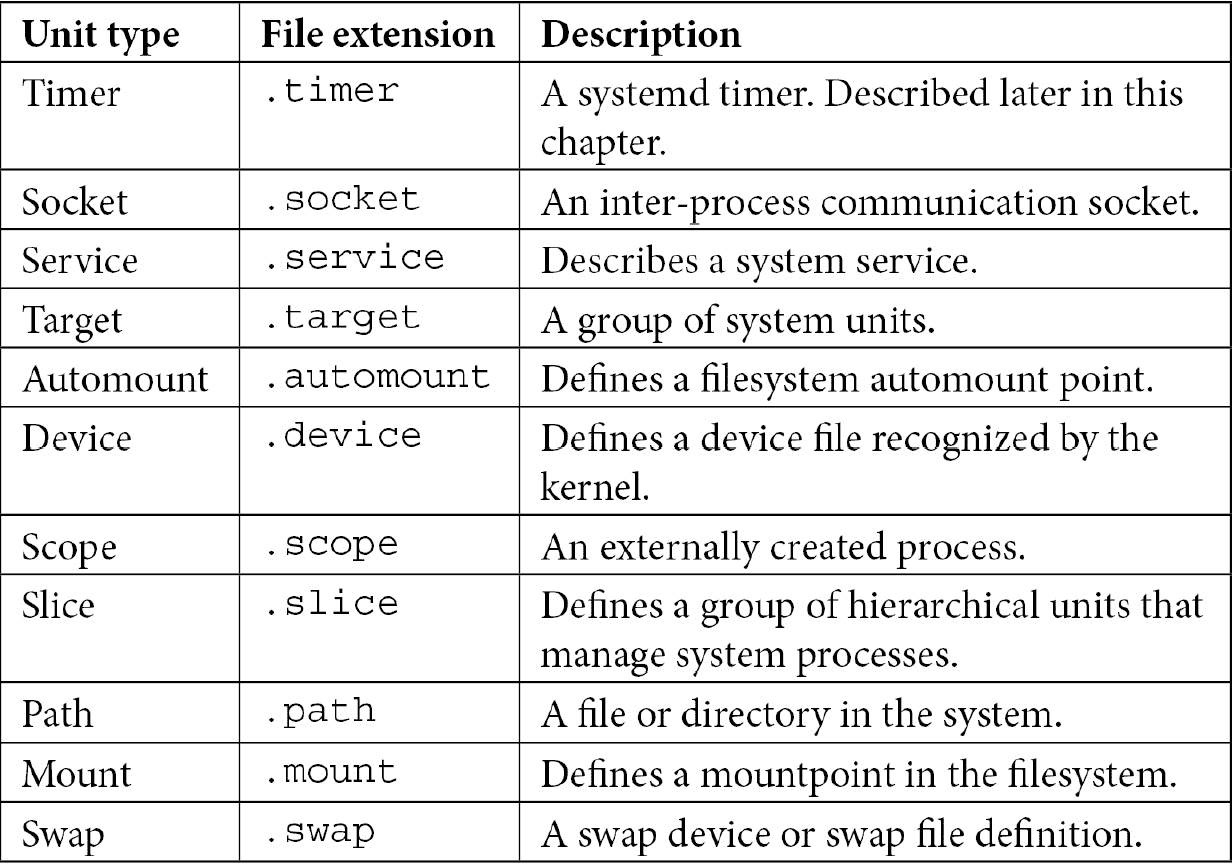 Unit type File extension Description
Timer .timer A systemd timer. Described later in this
chapter.
Socket .socket An inter-process communication socket.
Service .service Describes a system service.
Target .target A group of system units.
Automount .automount Defines a filesystem automount point.
Device .device Defines a device file recognized by the
kernel.
Scope .scope An externally created process.
Slice .slice Defines a group of hierarchical units that
manage system processes.
Path .path A file or directory in the system.
Mount .mount Defines a mountpoint in the filesystem.
Swap .swap A swap device or swap file definition.